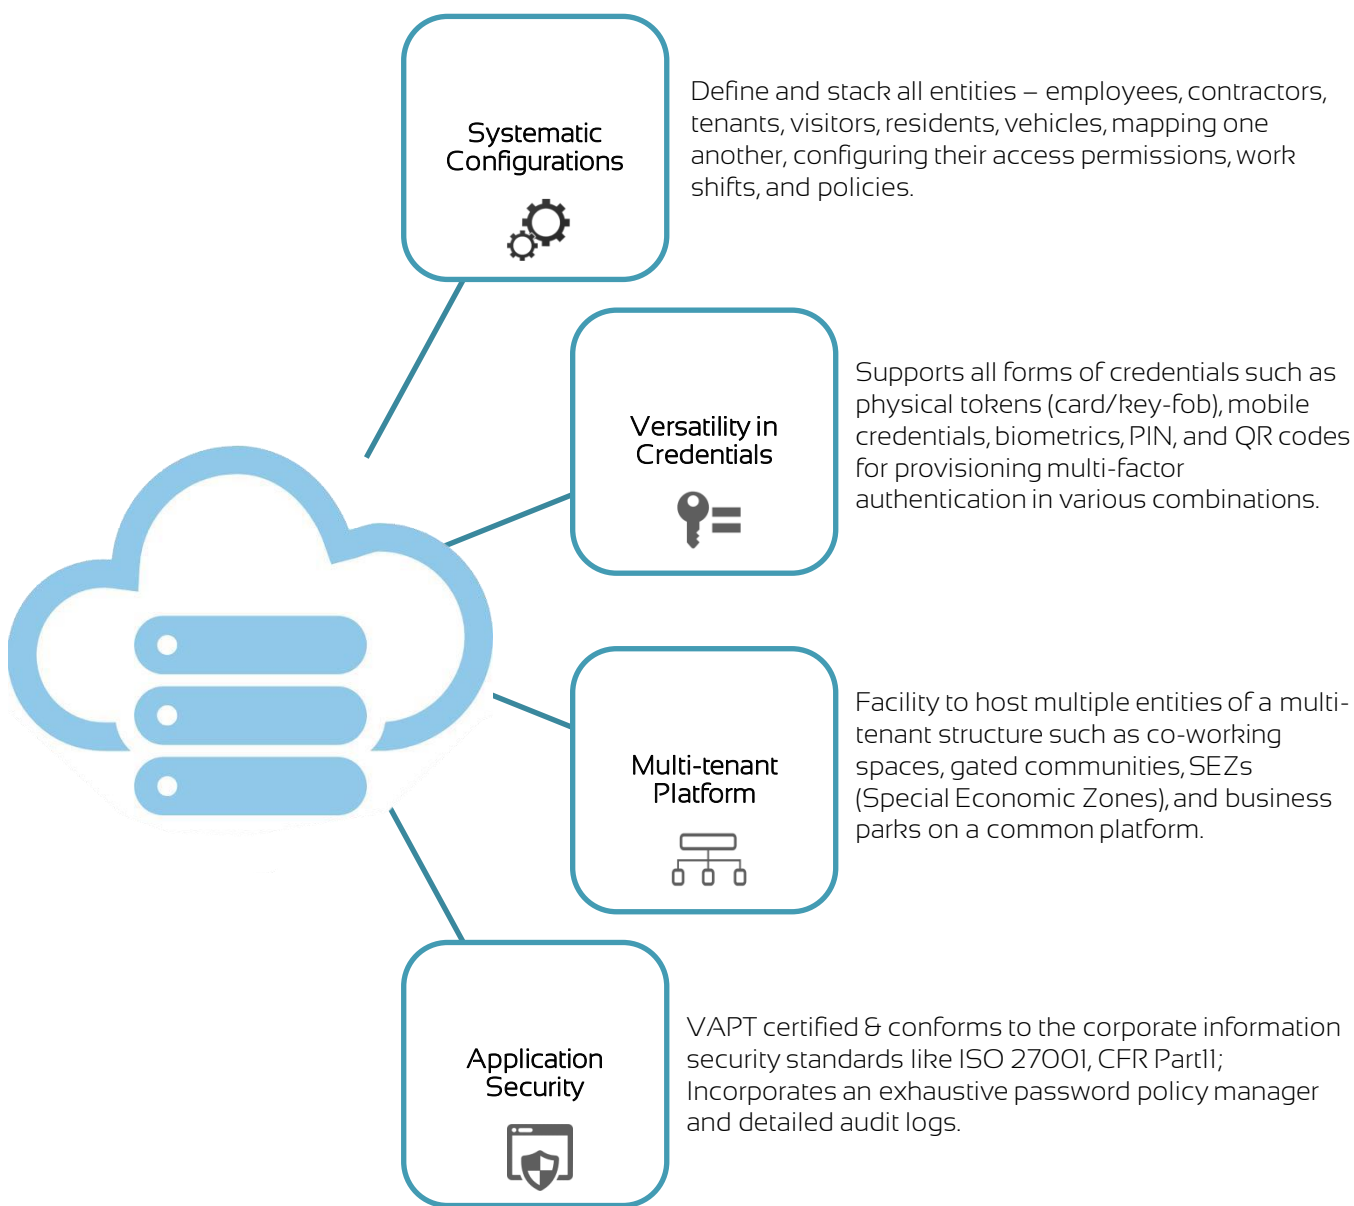 Systematic
Configurations
Define and stack all entities – employees, contractors,
tenants, visitors, residents, vehicles, mapping one
another, configuring their access permissions, work
shifts, and policies.
Versatility in
Credentials
Supports all forms of credentials such as
physical tokens (card/key-fob), mobile
credentials, biometrics, PIN, and QR codes
for provisioning multi-factor
authentication in various combinations.
Multi-tenant
Platform
Facility to host multiple entities of a multi-
tenant structure such as co-working
spaces, gated communities, SEZs
(Special Economic Zones), and business
parks on a common platform.
Application
Security
VAPT certified & conforms to the corporate information
security standards like ISO 27001, CFR Part11;
Incorporates an exhaustive password policy manager
and detailed audit logs.